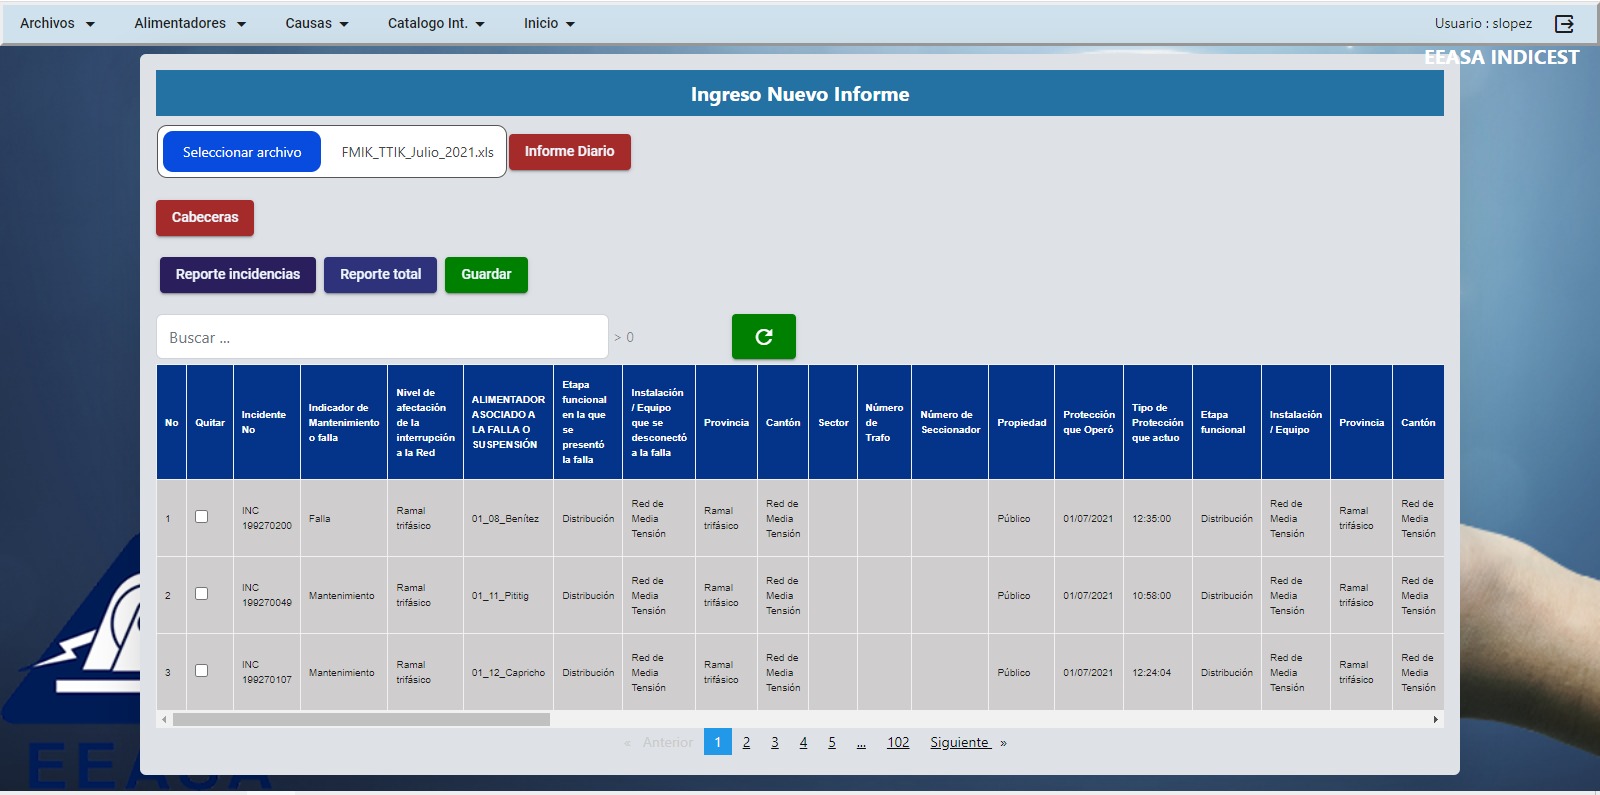 Archivos Alimentadores Causas Catalogo Int. Inicio Usuario : slopez
EEASA INDICEST
Ingreso Nuevo Informe
Seleccionar archivo FMIK_TTIK_Julio_2021.xls Informe Diario
Cabeceras
Reporte incidencias Reporte total Guardar
Buscar ... > 0
No Quitar Incidente No Indicador de Mantenimiento o falla Nivel de afectación de la interrupción a la Red ALIMENTADOR ASOCIADO A LA FALLA O SUSPENSIÓN Etapa funcional en la que se presentó la falla Instalación / Equipo que se desconectó a la falla Provincia Cantón Sector Número de Trafo Número de Seccionador Propiedad Protección que Operó Tipo de Protección que actuo Etapa funcional Instalación / Equipo Provincia Cantón
1 INC 199270200 Falla Ramal trifásico 01_08_Benítez Distribución Red de Media Tensión Ramal trifásico Red de Media Tensión Público 01/07/2021 12:35:00 Distribución Red de Media Tensión Ramal trifásico Red de Media Tensión
2 INC 199270049 Mantenimiento Ramal trifásico 01_11_Pititig Distribución Red de Media Tensión Ramal trifásico Red de Media Tensión Público 01/07/2021 10:58:00 Distribución Red de Media Tensión Ramal trifásico Red de Media Tensión
3 INC 199270107 Mantenimiento Ramal trifásico 01_12_Capricho Distribución Red de Media Tensión Ramal trifásico Red de Media Tensión Público 01/07/2021 12:24:04 Distribución Red de Media Tensión Ramal trifásico Red de Media Tensión
« Anterior 1 2 3 4 5 ... 102 Siguiente »
EEASA